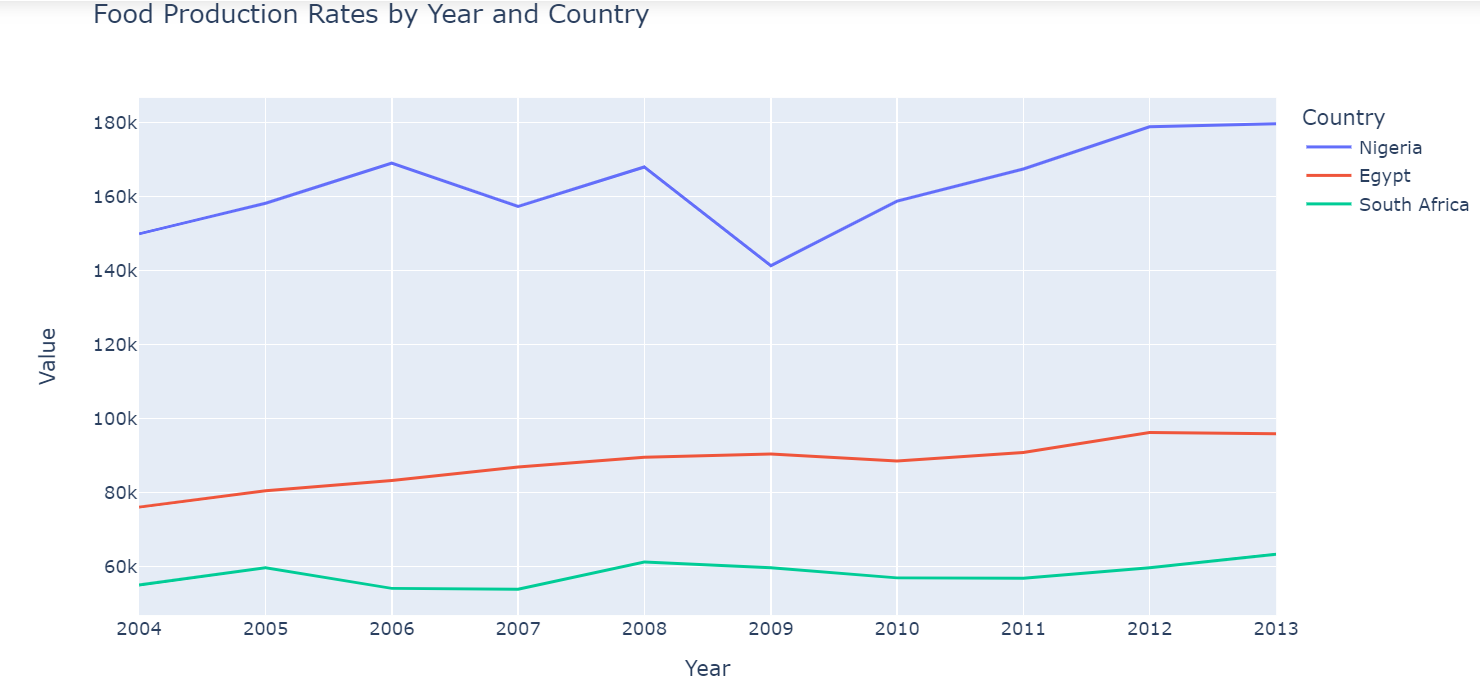 Food Production Rates by Year and Country
Country
Nigeria
Egypt
South Africa
180k
160k
140k
120k
100k
80k
60k
Value
2004 2005 2006 2007 2008 2009 2010 2011 2012 2013
Year